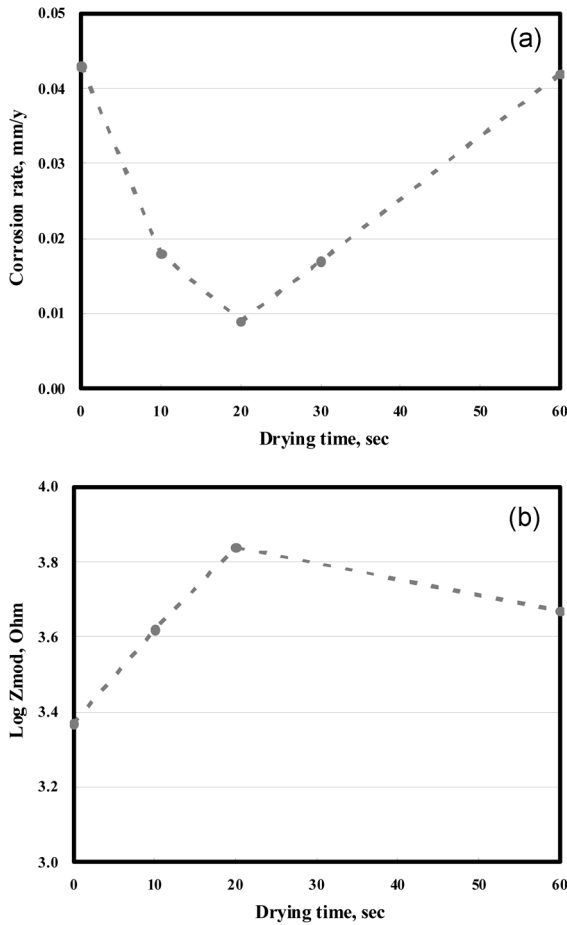 (a)
Corrosion rate, mm/y
0.05
0.04
0.03
0.02
0.01
0.00
0 10 20 30 40 50 60
Drying time, sec
(b)
Log Zmod, Ohm
4.0
3.8
3.6
3.4
3.2
3.0
0 10 20 30 40 50 60
Drying time, sec